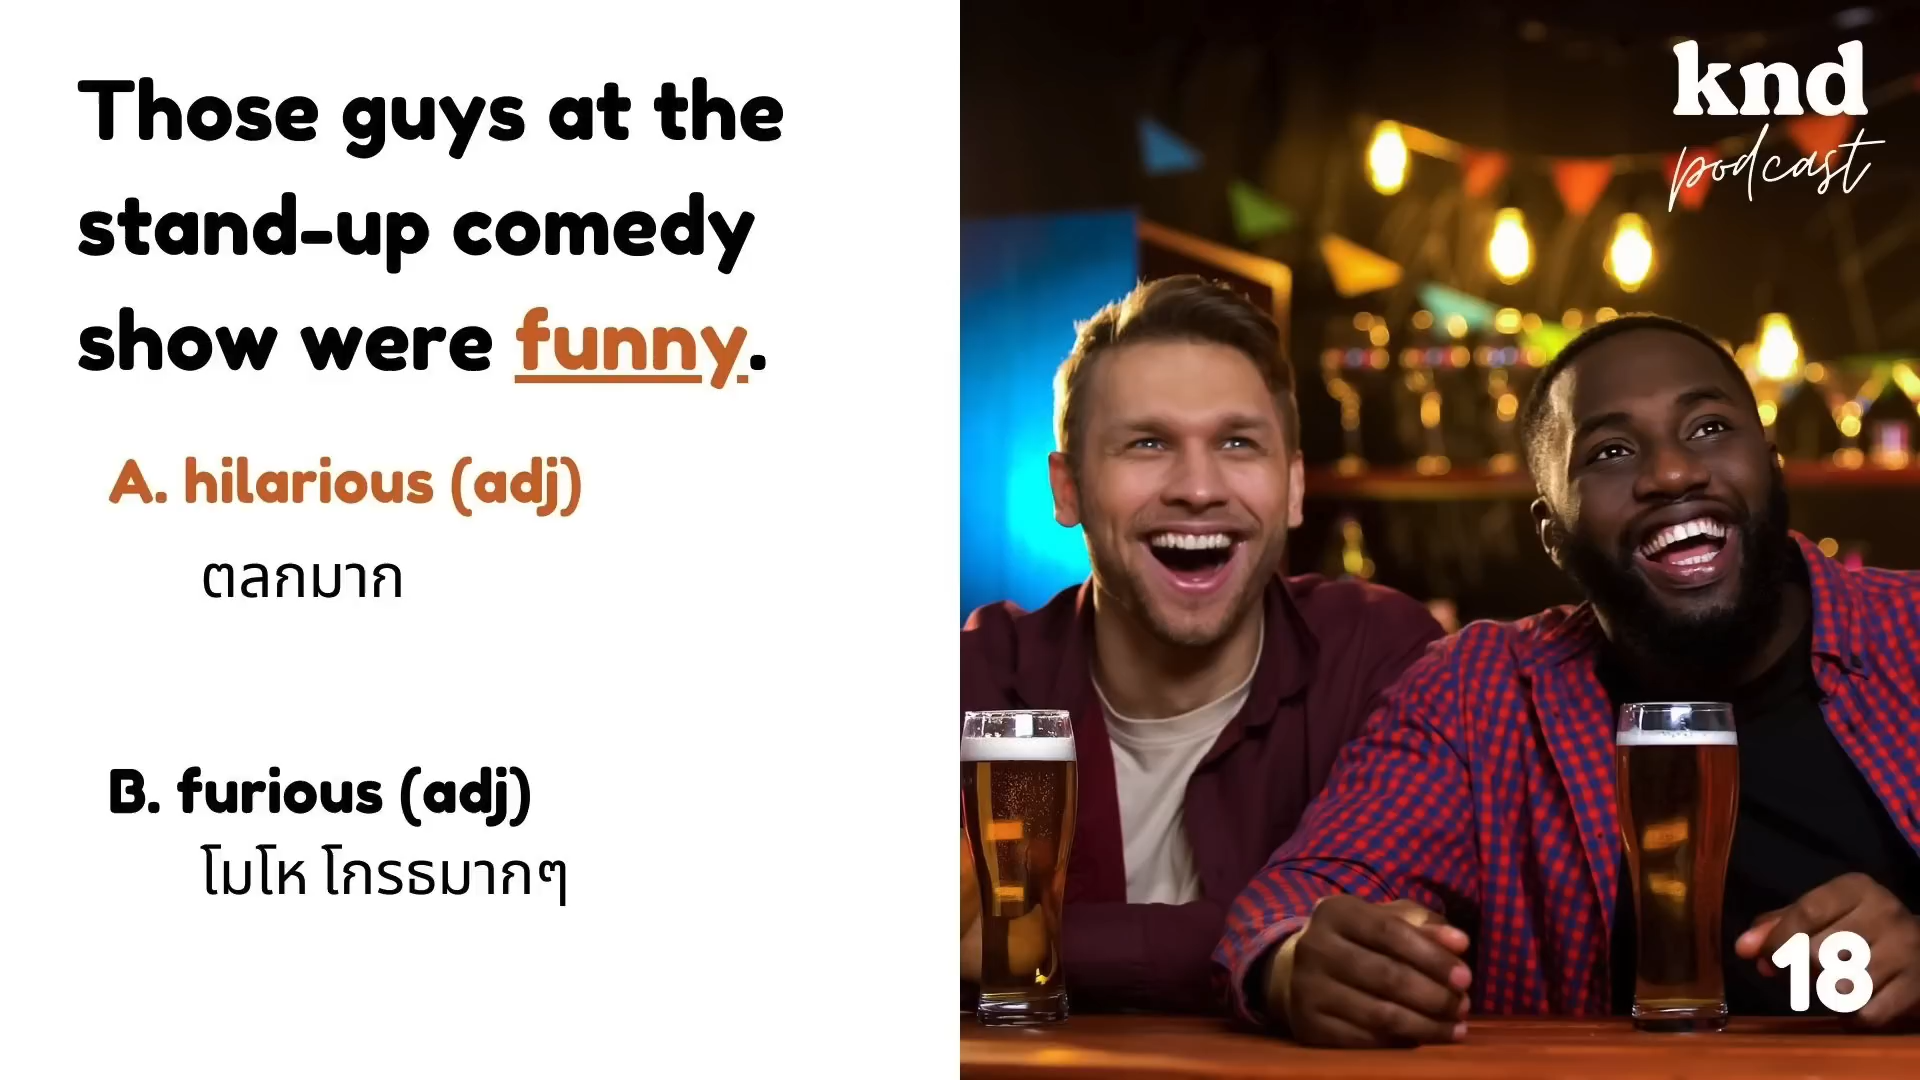 Those guys at the
stand-up comedy
show were funny.
A. hilarious (adj)
ตลกมาก
B. furious (adj)
โมโห โกรธมากๆ
knd
podcast
18